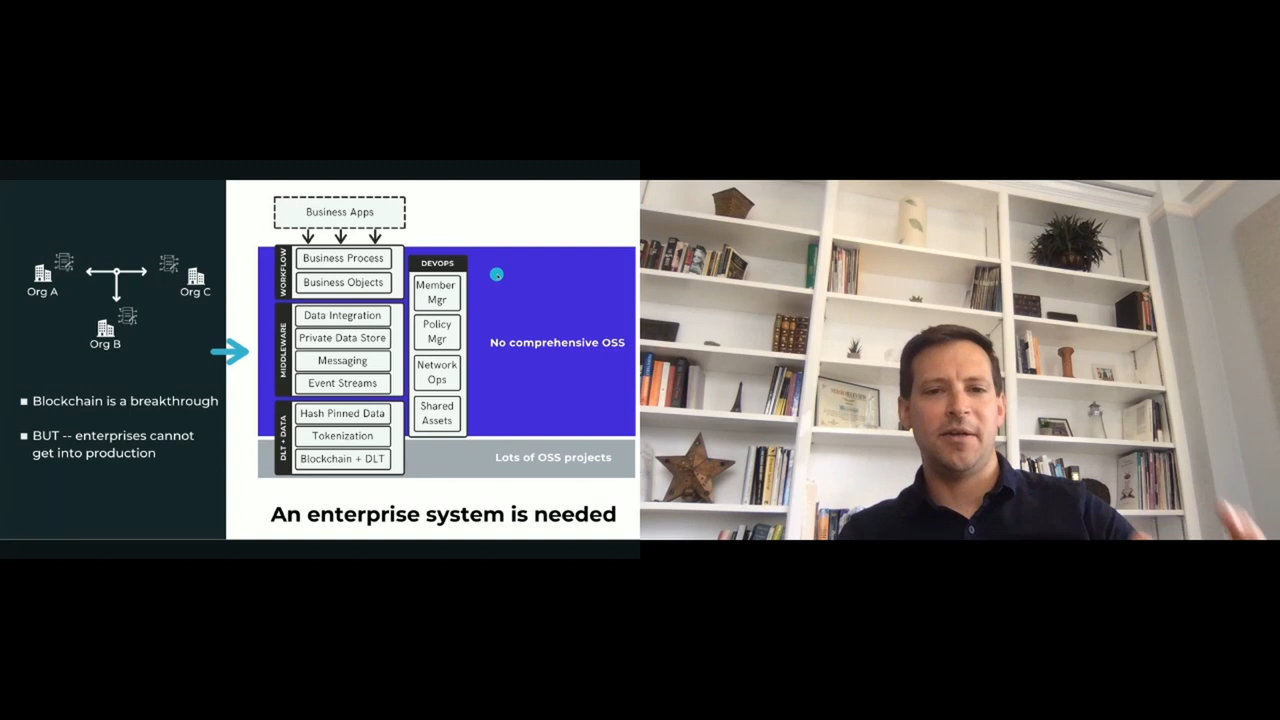 Org A
Org C
Org B
■ Blockchain is a breakthrough
■ BUT -- enterprises cannot
get into production
Business Apps
WORKFLOW
Business Process
Business Objects
MIDDLEWARE
Data Integration
Private Data Store
Messaging
Event Streams
DLT + DATA
Hash Pinned Data
Tokenization
Blockchain + DLT
DEVOPS
Member
Mgr
Policy
Mgr
Network
Ops
Shared
Assets
No comprehensive OSS
Lots of OSS projects
An enterprise system is needed